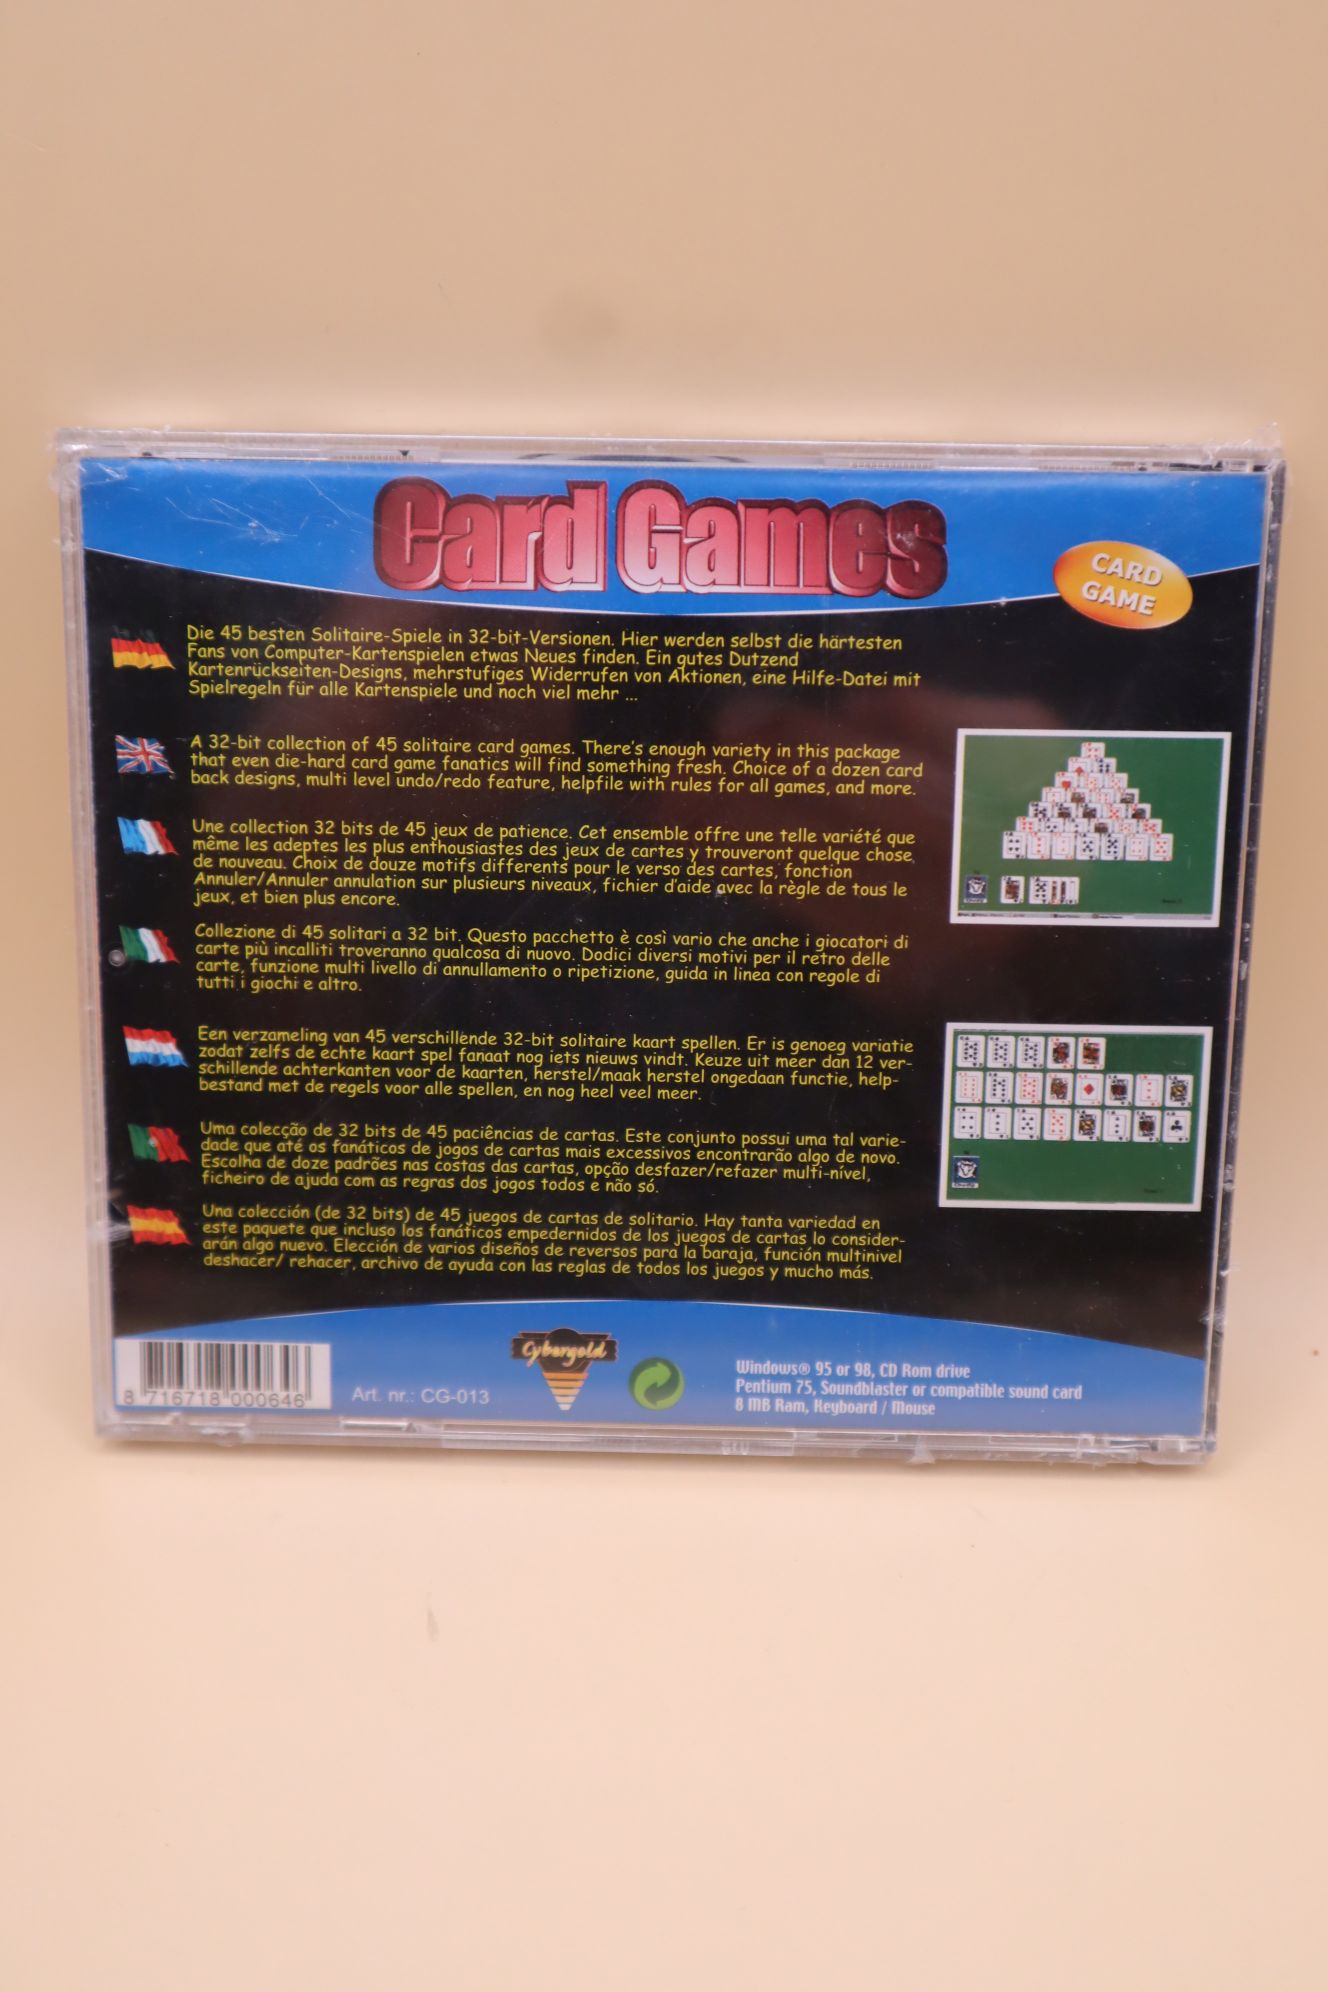 Card Games
CARD
GAME
Die 45 besten Solitaire-Spiele in 32-bit-Versionen. Hier werden selbst die härtesten
Fans von Computer-Kartenspielen etwas Neues finden. Ein gutes Dutzend
Kartenrückseiten-Designs, mehrstufiges Widerrufen von Aktionen, eine Hilfe-Datei mit
Spielregeln für alle Kartenspiele und noch viel mehr ...
A 32-bit collection of 45 solitaire card games. There's enough variety in this package
that even die-hard card game fanatics will find something fresh. Choice of a dozen card
back designs, multi level undo/redo feature, helpfile with rules for all games, and more.
Une collection 32 bits de 45 jeux de patience. Cet ensemble offre une telle variété que
même les adeptes les plus enthousiastes des jeux de cartes y trouveront quelque chose
de nouveau. Choix de douze motifs differents pour le verso des cartes, fonction
Annuler/Annuler annulation sur plusieurs niveaux, fichier d'aide avec la règle de tous le
jeux, et bien plus encore.
Collezione di 45 solitari a 32 bit. Questo pacchetto è così vario che anche i giocatori di
carte più incalliti troveranno qualcosa di nuovo. Dodici diversi motivi per il retro delle
carte, funzione multi livello di annullamento o ripetizione, guida in linea con regole di
tutti i giochi e altro.
Een verzameling van 45 verschillende 32-bit solitaire kaart spellen. Er is genoeg variatie
zodat zelfs de echte kaart spel fanaat nog iets nieuws vindt. Keuze uit meer dan 12 ver-
schillende achterkanten voor de kaarten, herstel/maak herstel ongedaan functie, help-
bestand met de regels voor alle spellen, en nog heel veel meer.
Uma colecção de 32 bits de 45 paciências de cartas. Este conjunto possui uma tal varie-
dade que até os fanáticos de jogos de cartas mais excessivos encontrarão algo de novo.
Escolha de doze padrões nas costas das cartas, opção desfazer/refazer multi-nível,
ficheiro de ajuda com as regras dos jogos todos e não só.
Una colección (de 32 bits) de 45 juegos de cartas de solitario. Hay tanta variedad en
este paquete que incluso los fanáticos empedernidos de los juegos de cartas lo consider-
arán algo nuevo. Elección de varios diseños de reversos para la baraja, función multinivel
deshacer/ rehacer, archivo de ayuda con las reglas de todos los juegos y mucho más.
8 716718 000646
Art. nr.: CG-013
Cybergold
Windows® 95 or 98, CD Rom drive
Pentium 75, Soundblaster or compatible sound card
8 MB Ram, Keyboard / Mouse